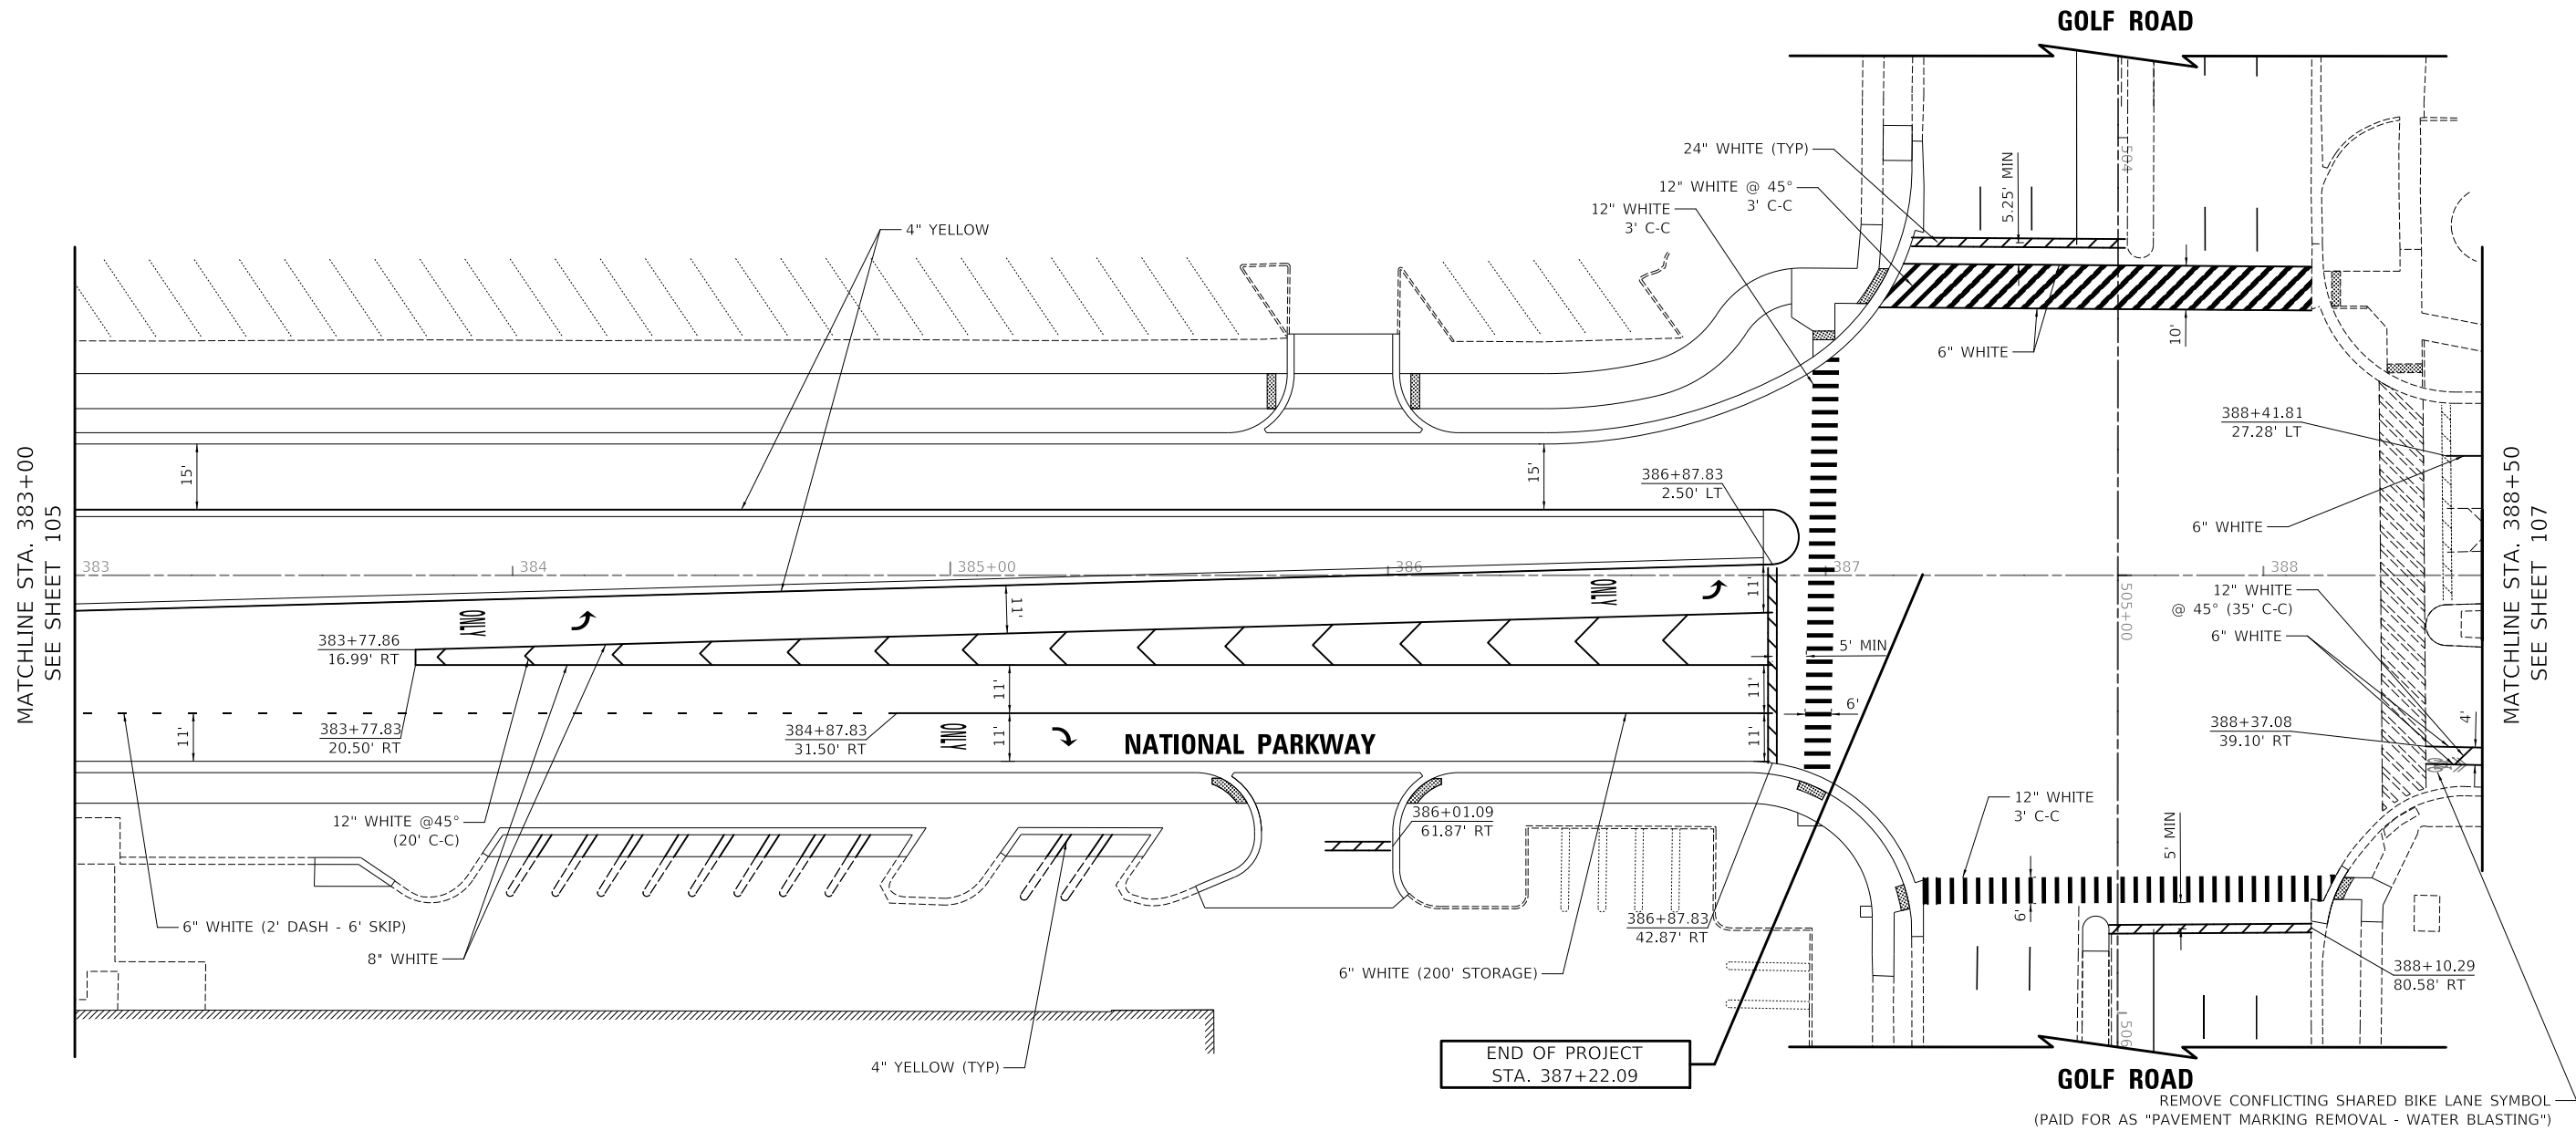 GOLF ROAD
24" WHITE (TYP)
12" WHITE @ 45°
3' C-C
12" WHITE
3' C-C
5.25' MIN
504
4" YELLOW
6" WHITE
10'
MATCHLINE STA. 383+00
SEE SHEET 105
15'
15'
386+87.83
2.50' LT
388+41.81
27.28' LT
6" WHITE
MATCHLINE STA. 388+50
SEE SHEET 107
383
384
385+00
386
387
388
505+00
12" WHITE
@ 45° (35' C-C)
6" WHITE
ONLY
11'
ONLY
11'
383+77.86
16.99' RT
5' MIN
11'
11'
6'
388+37.08
39.10' RT
4'
383+77.83
20.50' RT
11'
384+87.83
31.50' RT
ONLY
11'
NATIONAL PARKWAY
11'
12" WHITE @45°
(20' C-C)
386+01.09
61.87' RT
12" WHITE
3' C-C
5' MIN
6'
6" WHITE (2' DASH - 6' SKIP)
8" WHITE
386+87.83
42.87' RT
6" WHITE (200' STORAGE)
388+10.29
80.58' RT
506
4" YELLOW (TYP)
END OF PROJECT
STA. 387+22.09
GOLF ROAD
REMOVE CONFLICTING SHARED BIKE LANE SYMBOL
(PAID FOR AS "PAVEMENT MARKING REMOVAL - WATER BLASTING")